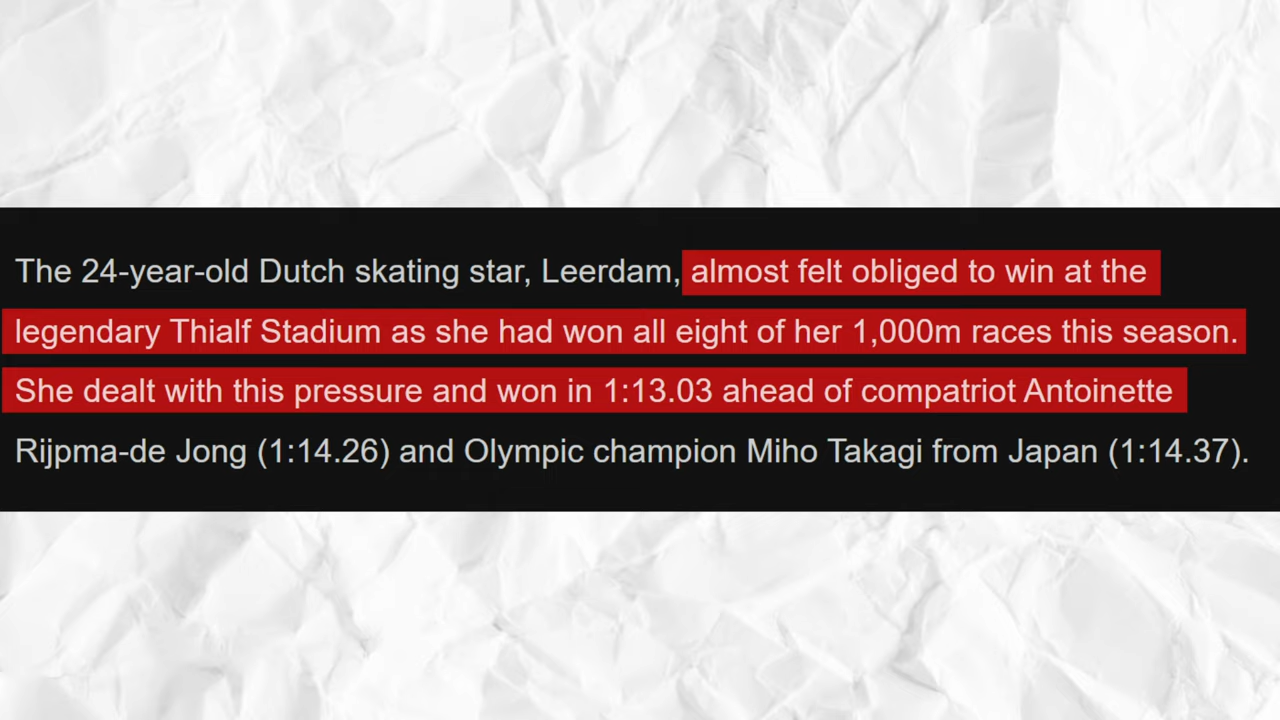 The 24-year-old Dutch skating star, Leerdam, almost felt obliged to win at the
legendary Thialf Stadium as she had won all eight of her 1,000m races this season.
She dealt with this pressure and won in 1:13.03 ahead of compatriot Antoinette
Rijpma-de Jong (1:14.26) and Olympic champion Miho Takagi from Japan (1:14.37).